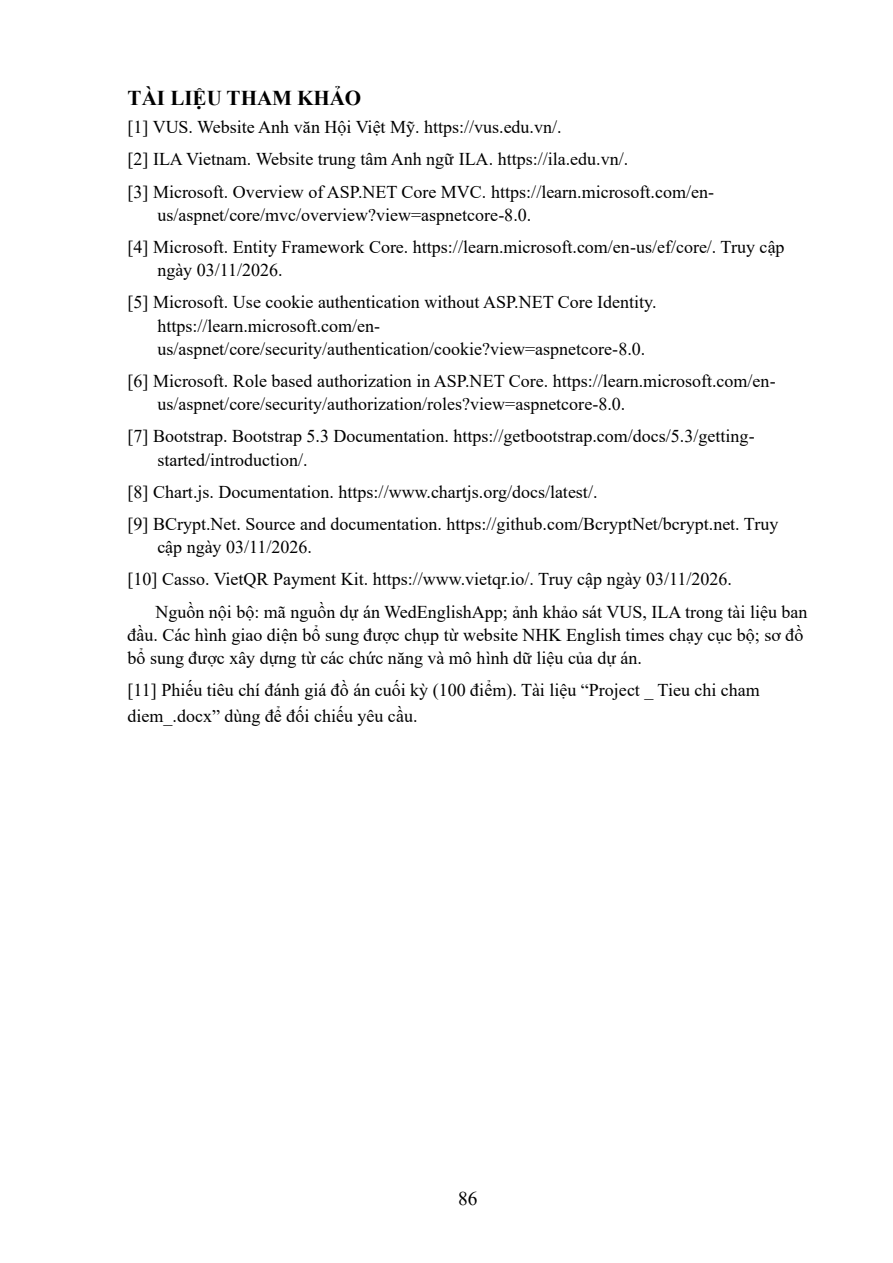 TÀI LIỆU THAM KHẢO
[1] VUS. Website Anh văn Hội Việt Mỹ. https://vus.edu.vn/.
[2] ILA Vietnam. Website trung tâm Anh ngữ ILA. https://ila.edu.vn/.
[3] Microsoft. Overview of ASP.NET Core MVC. https://learn.microsoft.com/en-
us/aspnet/core/mvc/overview?view=aspnetcore-8.0.
[4] Microsoft. Entity Framework Core. https://learn.microsoft.com/en-us/ef/core/. Truy cập
ngày 03/11/2026.
[5] Microsoft. Use cookie authentication without ASP.NET Core Identity.
https://learn.microsoft.com/en-
us/aspnet/core/security/authentication/cookie?view=aspnetcore-8.0.
[6] Microsoft. Role based authorization in ASP.NET Core. https://learn.microsoft.com/en-
us/aspnet/core/security/authorization/roles?view=aspnetcore-8.0.
[7] Bootstrap. Bootstrap 5.3 Documentation. https://getbootstrap.com/docs/5.3/getting-
started/introduction/.
[8] Chart.js. Documentation. https://www.chartjs.org/docs/latest/.
[9] BCrypt.Net. Source and documentation. https://github.com/BcryptNet/bcrypt.net. Truy
cập ngày 03/11/2026.
[10] Casso. VietQR Payment Kit. https://www.vietqr.io/. Truy cập ngày 03/11/2026.
Nguồn nội bộ: mã nguồn dự án WedEnglishApp; ảnh khảo sát VUS, ILA trong tài liệu ban
đầu. Các hình giao diện bổ sung được chụp từ website NHK English times chạy cục bộ; sơ đồ
bổ sung được xây dựng từ các chức năng và mô hình dữ liệu của dự án.
[11] Phiếu tiêu chí đánh giá đồ án cuối kỳ (100 điểm). Tài liệu “Project _ Tieu chi cham
diem_.docx” dùng để đối chiếu yêu cầu.
86